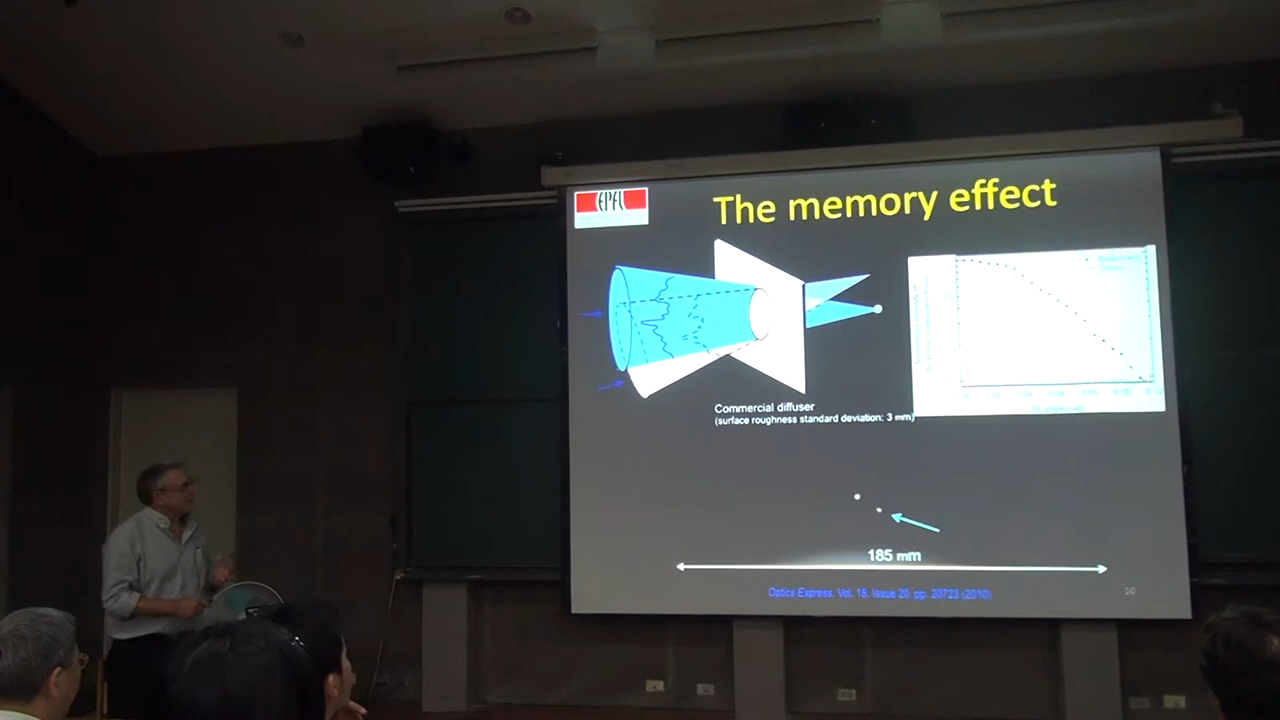 EPFL
The memory effect
Commercial diffuser
(surface roughness standard deviation: 3 mm)
185 mm
Optics Express, Vol. 18, Issue 20, pp. 20723 (2010)
10